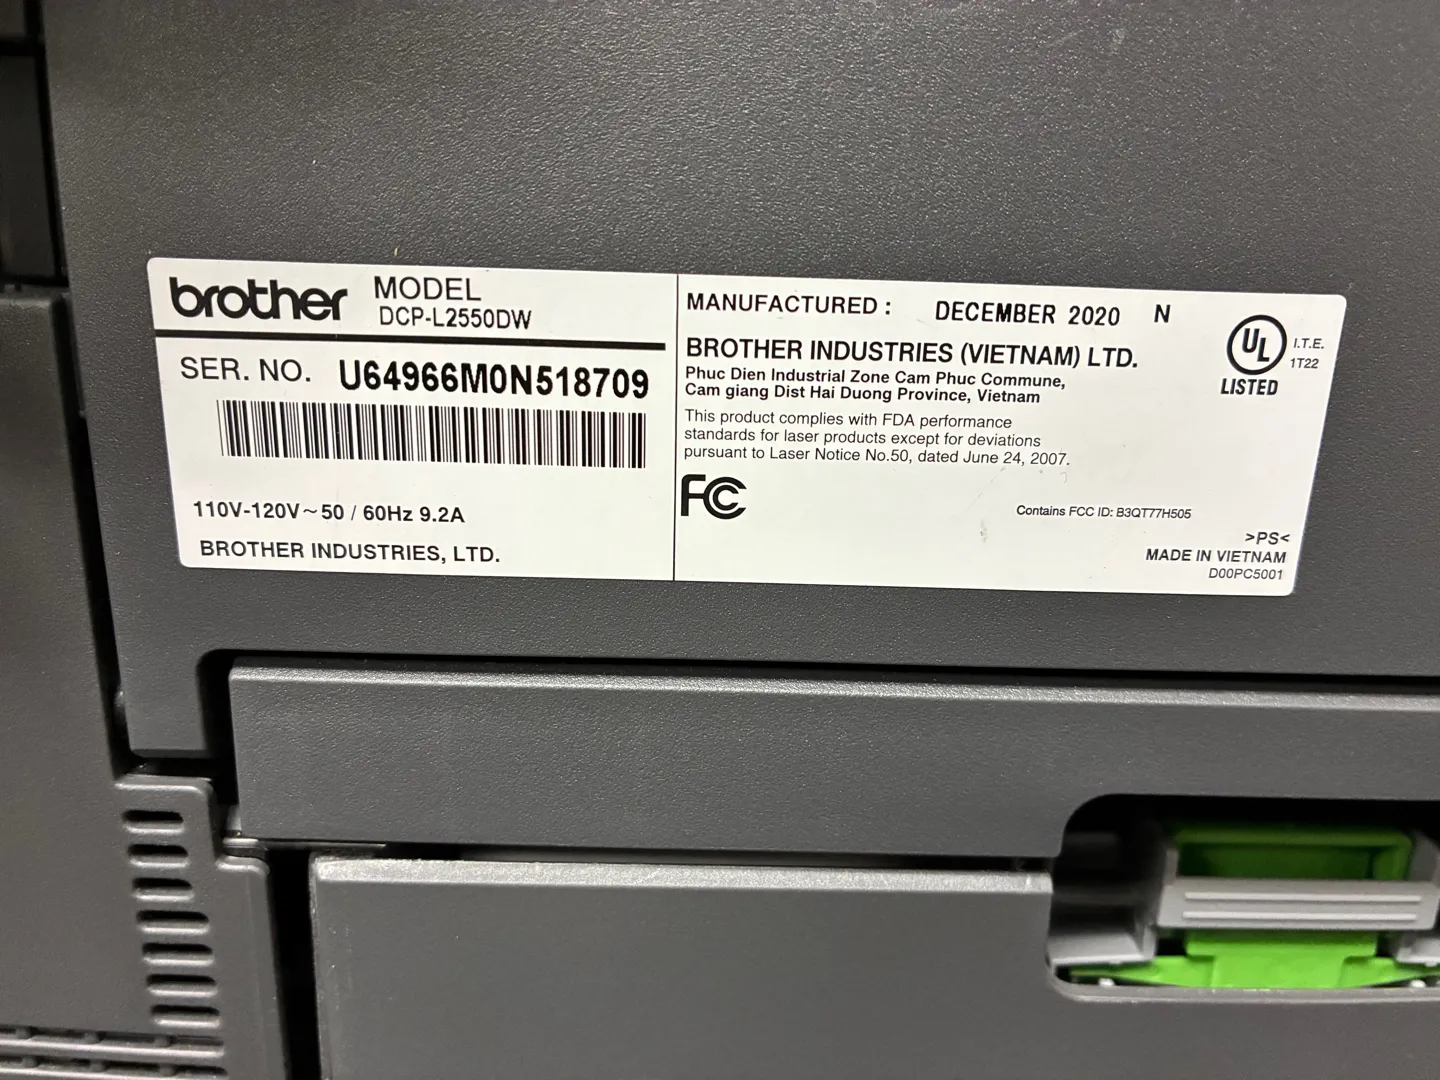 brother MODEL
DCP-L2550DW
SER. NO. U64966M0N518709
110V-120V~50 / 60Hz 9.2A
BROTHER INDUSTRIES, LTD.
MANUFACTURED : DECEMBER 2020 N
BROTHER INDUSTRIES (VIETNAM) LTD.
Phuc Dien Industrial Zone Cam Phuc Commune,
Cam giang Dist Hai Duong Province, Vietnam
This product complies with FDA performance
standards for laser products except for deviations
pursuant to Laser Notice No.50, dated June 24, 2007.
FC
Contains FCC ID: B3QT77H505
UL
LISTED
I.T.E.
1T22
>PS<
MADE IN VIETNAM
D00PC5001